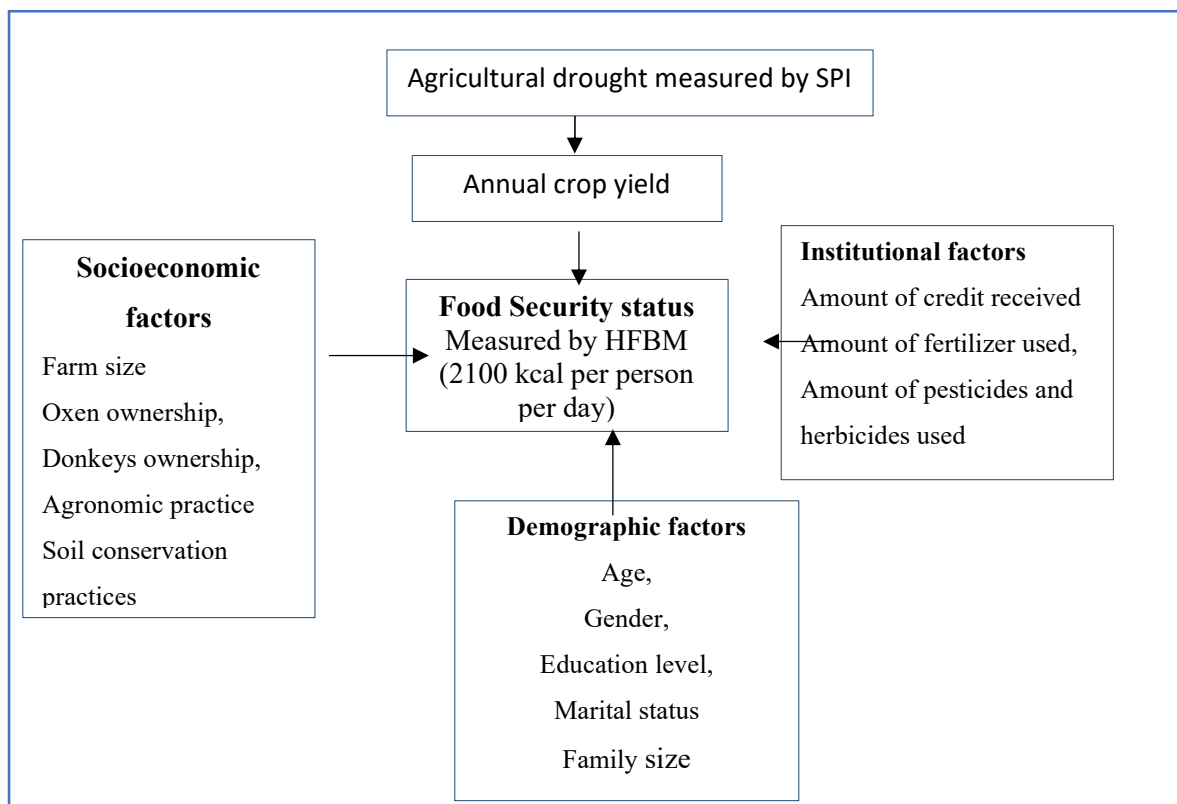 Agricultural drought measured by SPI
Annual crop yield
Socioeconomic
factors
Farm size
Oxen ownership,
Donkeys ownership,
Agronomic practice
Soil conservation
practices
Food Security status
Measured by HFBM
(2100 kcal per person
per day)
Institutional factors
Amount of credit received
Amount of fertilizer used,
Amount of pesticides and
herbicides used
Demographic factors
Age,
Gender,
Education level,
Marital status
Family size